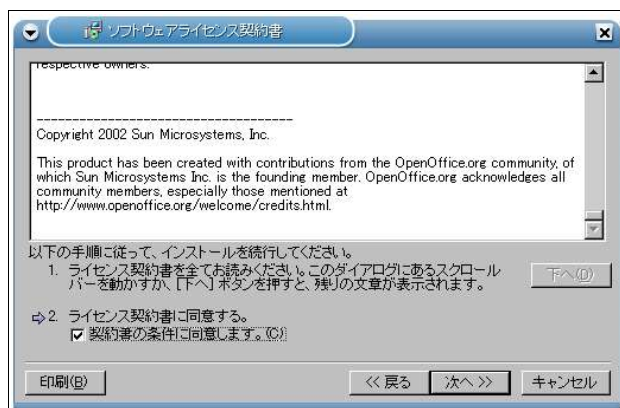 ソフトウェアライセンス契約書
respective owners.
------------------------------------
Copyright 2002 Sun Microsystems, Inc.
This product has been created with contributions from the OpenOffice.org community, of
which Sun Microsystems Inc. is the founding member. OpenOffice.org acknowledges all
community members, especially those mentioned at
http://www.openoffice.org/welcome/credits.html.
以下の手順に従って、インストールを続行してください。
1. ライセンス契約書を全てお読みください。このダイアログにあるスクロール
バーを動かすか、[下へ] ボタンを押すと、残りの文章が表示されます。
下へ(D)
⇨2. ライセンス契約書に同意する。
契約書の条件に同意します。(C)
印刷(B)
<< 戻る
次へ >>
キャンセル